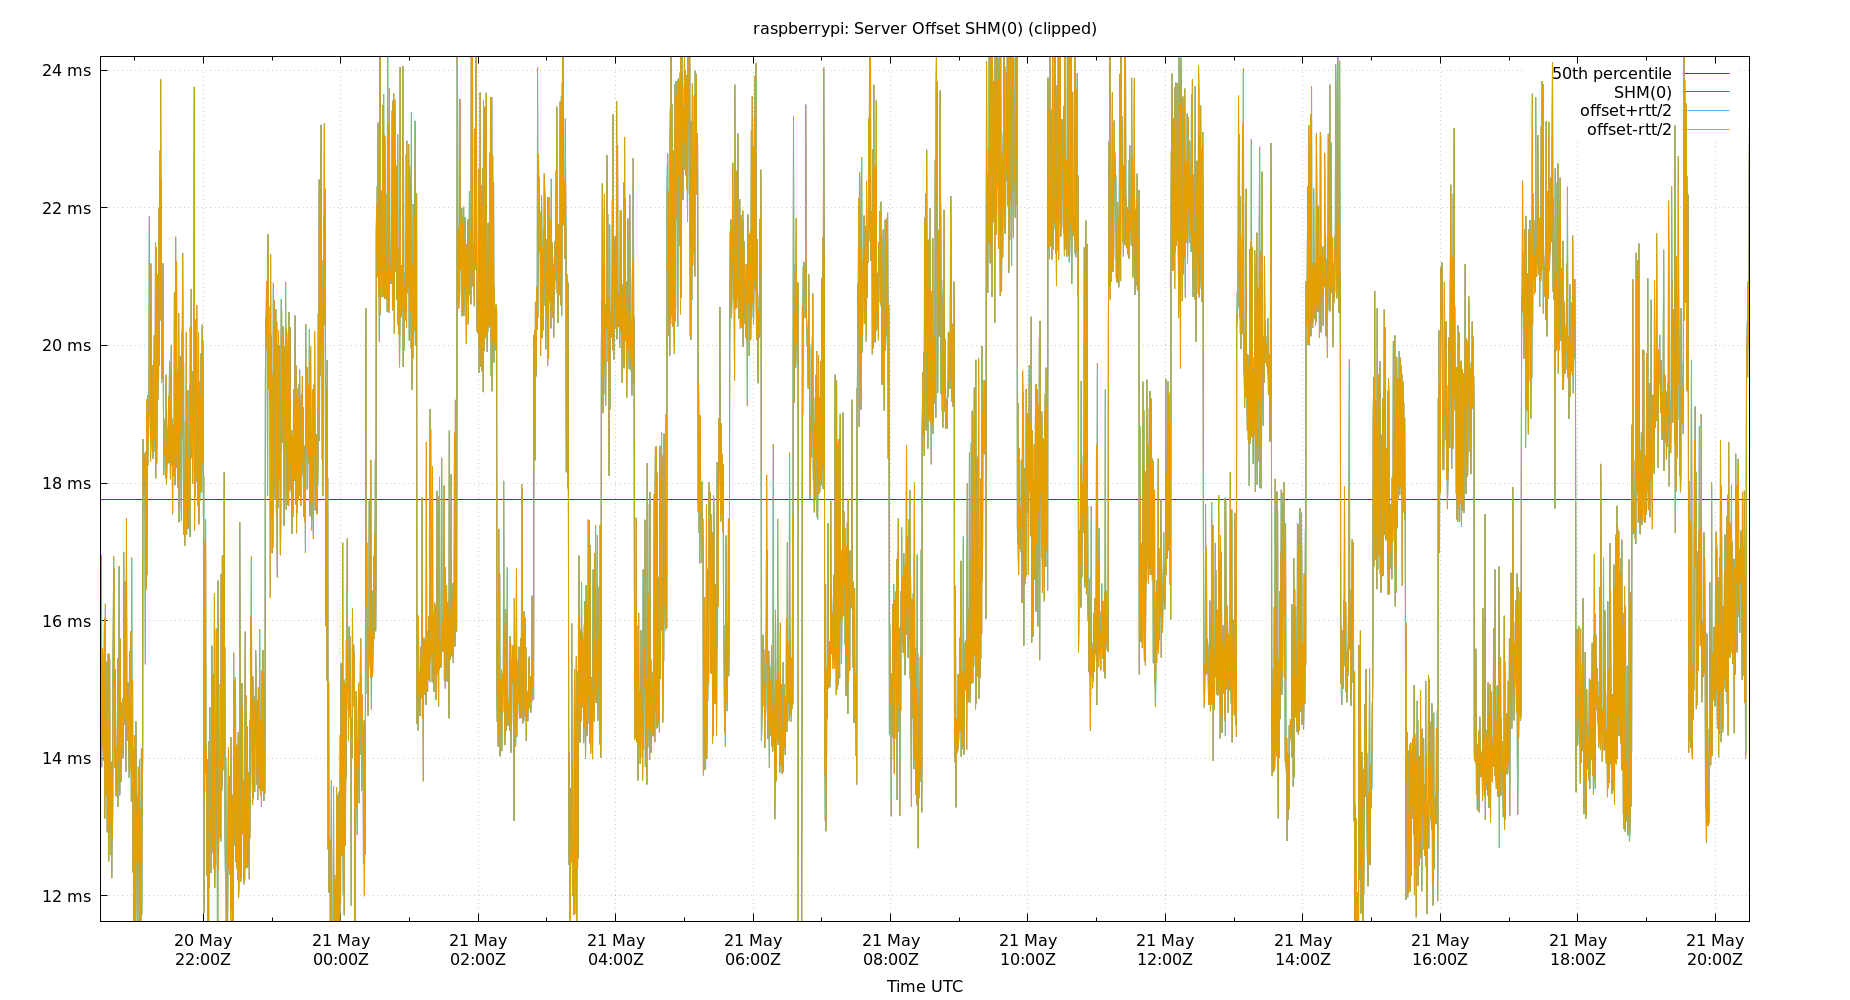 raspberrypi: Server Offset SHM(0) (clipped)
24 ms
22 ms
20 ms
18 ms
16 ms
14 ms
12 ms
50th percentile
SHM(0)
offset+rtt/2
offset-rtt/2
20 May 21 May 21 May 21 May 21 May 21 May 21 May 21 May 21 May 21 May 21 May 21 May
22:00Z 00:00Z 02:00Z 04:00Z 06:00Z 08:00Z 10:00Z 12:00Z 14:00Z 16:00Z 18:00Z 20:00Z
Time UTC